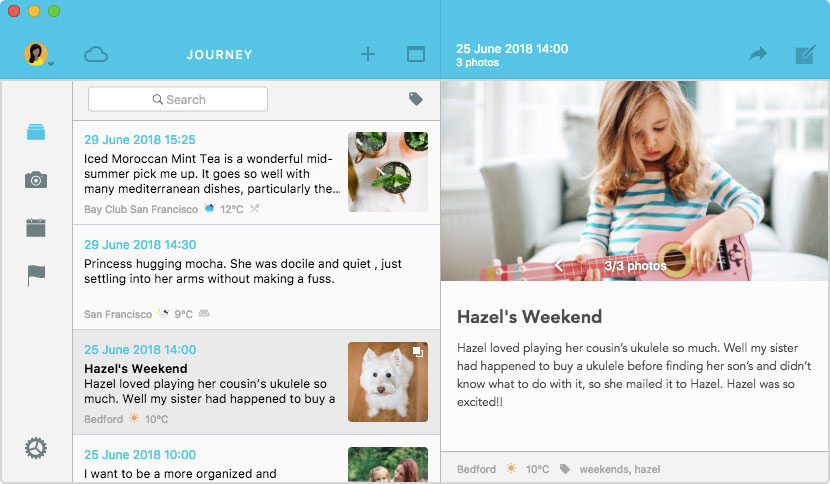 JOURNEY
25 June 2018 14:00
3 photos
Search
29 June 2018 15:25
Iced Moroccan Mint Tea is a wonderful mid-
summer pick me up. It goes so well with
many mediterranean dishes, particularly the...
Bay Club San Francisco 12°C
29 June 2018 14:30
Princess hugging mocha. She was docile and quiet , just
settling into her arms without making a fuss.
San Francisco 9°C
25 June 2018 14:00
Hazel's Weekend
Hazel loved playing her cousin's ukulele so
much. Well my sister had happened to buy a
Bedford 10°C
25 June 2018 10:00
I want to be a more organized and
3/3 photos
Hazel's Weekend
Hazel loved playing her cousin's ukulele so much. Well my sister
had happened to buy a ukulele before finding her son's and didn't
know what to do with it, so she mailed it to Hazel. Hazel was so
excited!!
Bedford 10°C weekends, hazel